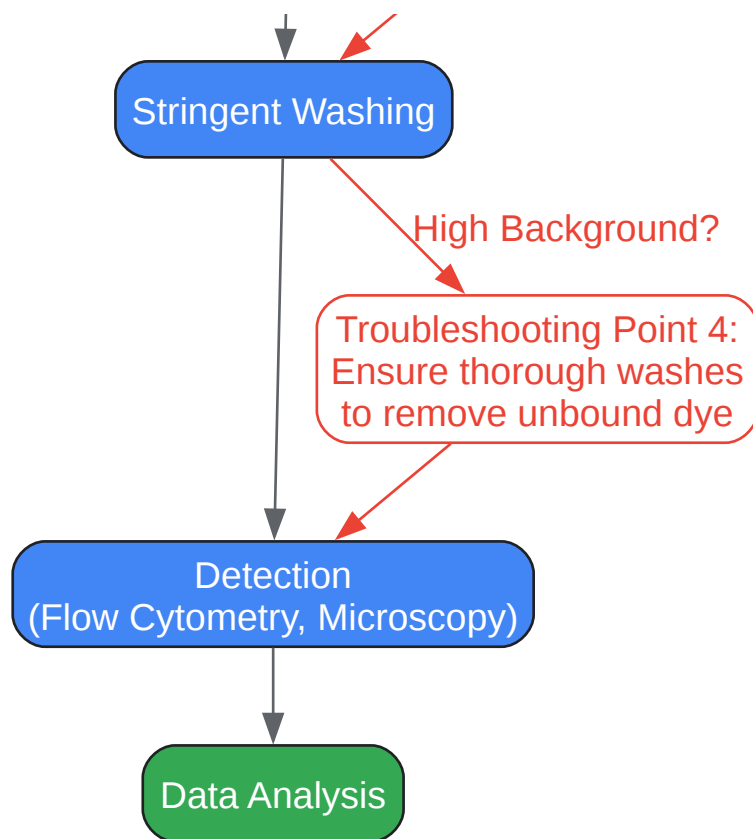 Stringent Washing
High Background?
Troubleshooting Point 4:
Ensure thorough washes
to remove unbound dye
Detection
(Flow Cytometry, Microscopy)
Data Analysis